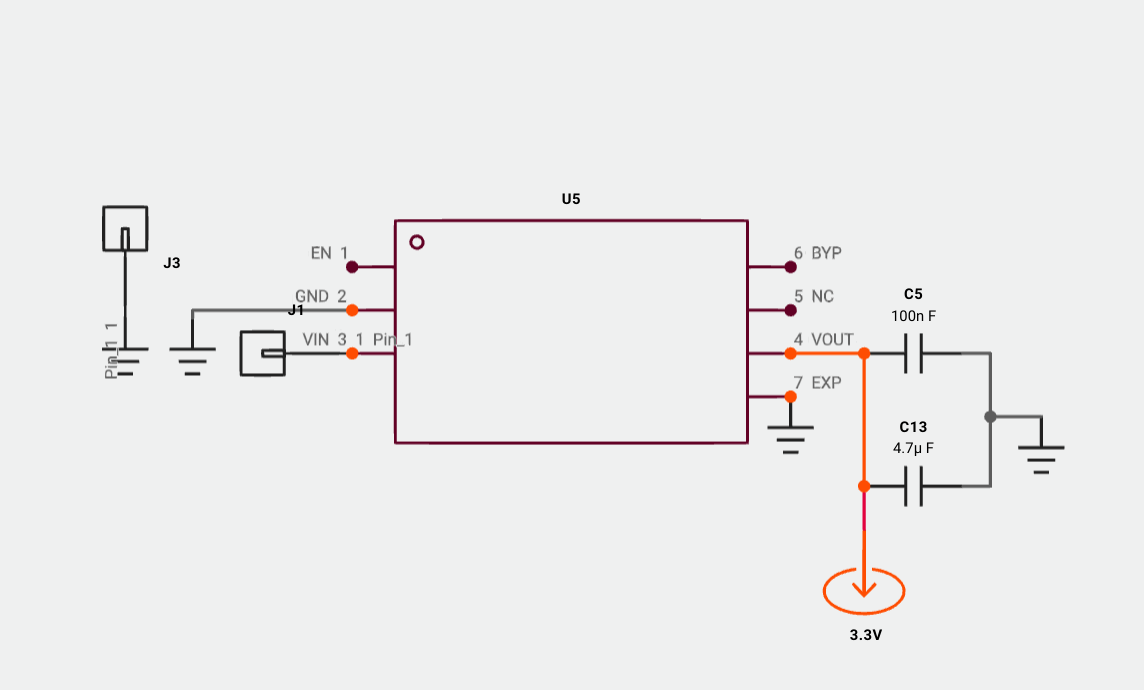 U5
EN 1
6 BYP
J3
GND 2
5 NC
C5
J1
100n F
VIN 3
1 Pin_1
4 VOUT
Pin_1 1
7 EXP
C13
4.7µ F
3.3V